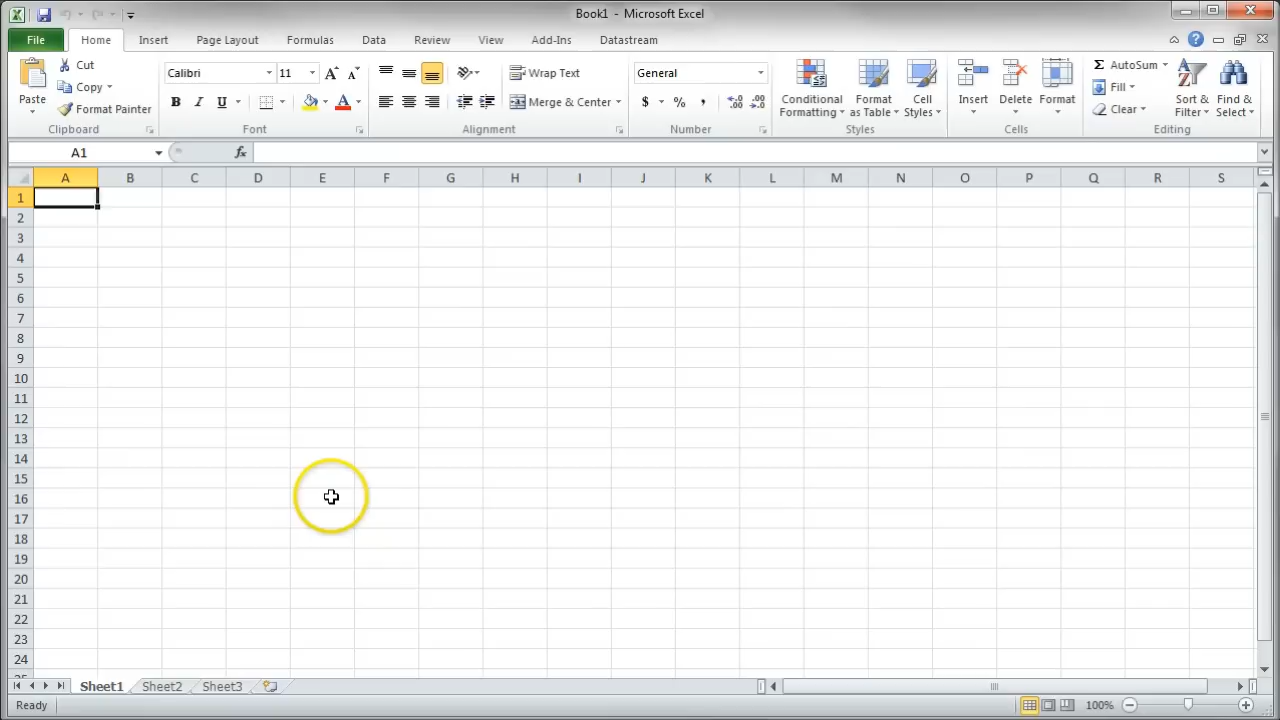 Book1 - Microsoft Excel
File Home Insert Page Layout Formulas Data Review View Add-Ins Datastream
Cut
Copy
Format Painter
Paste
Clipboard
Calibri 11
B I U
Font
Wrap Text
Merge & Center
Alignment
General
$ % ,
Number
Conditional Formatting
Format as Table
Cell Styles
Styles
Insert Delete Format
Cells
Σ AutoSum
Fill
Clear
Sort & Filter
Find & Select
Editing
A1 fx
A B C D E F G H I J K L M N O P Q R S
1
2
3
4
5
6
7
8
9
10
11
12
13
14
15
16
17
18
19
20
21
22
23
24
Sheet1 Sheet2 Sheet3
Ready 100%